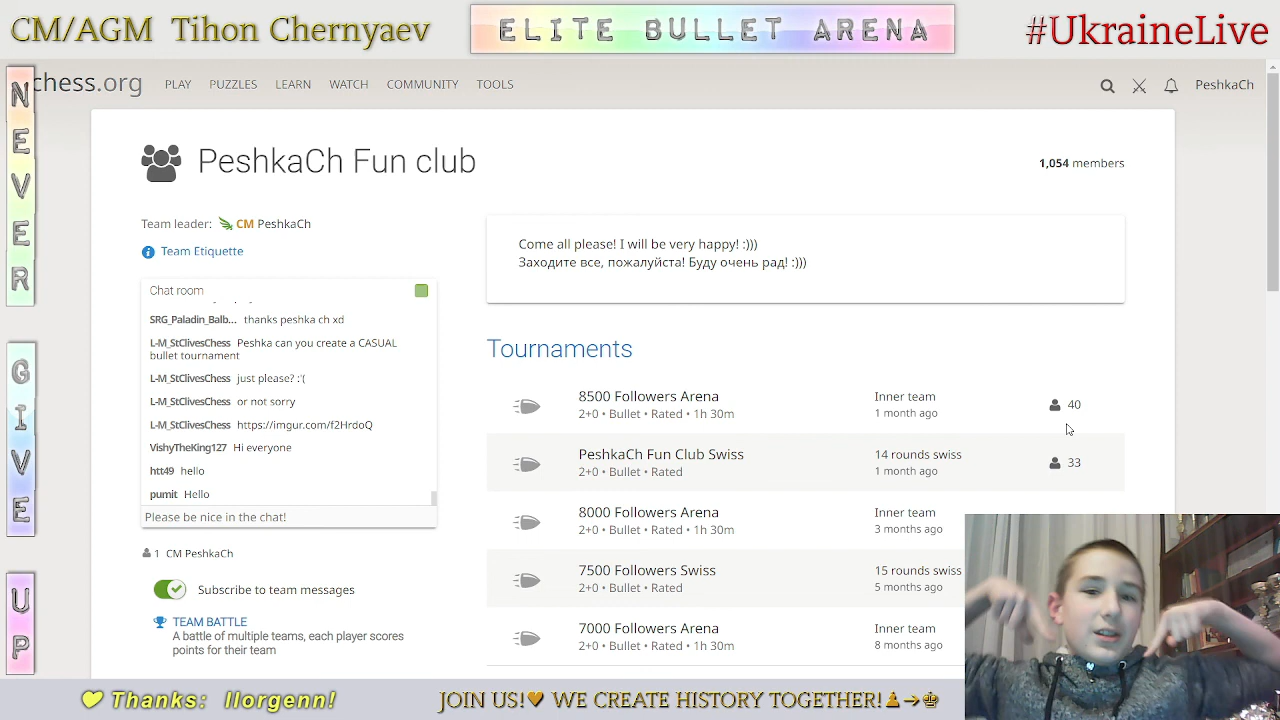 CM/AGM Tihon Chernyaev
ELITE BULLET ARENA
#UkraineLive
chess.org
PLAY
PUZZLES
LEARN
WATCH
COMMUNITY
TOOLS
PeshkaCh
NEVER
GIVE
UP
PeshkaCh Fun club
1,054 members
Team leader: CM PeshkaCh
Team Etiquette
Come all please! I will be very happy! :)))
Заходите все, пожалуйста! Буду очень рад! :)))
Chat room
SRG_Paladin_Balb... thanks peshka ch xd
L-M_StClivesChess Peshka can you create a CASUAL
bullet tournament
L-M_StClivesChess just please? :'(
L-M_StClivesChess or not sorry
L-M_StClivesChess https://imgur.com/f2HrdoQ
VishyTheKing127 Hi everyone
htt49 hello
pumit Hello
Please be nice in the chat!
1 CM PeshkaCh
Subscribe to team messages
TEAM BATTLE
A battle of multiple teams, each player scores
points for their team
Tournaments
8500 Followers Arena
2+0 • Bullet • Rated • 1h 30m
Inner team
1 month ago
40
PeshkaCh Fun Club Swiss
2+0 • Bullet • Rated
14 rounds swiss
1 month ago
33
8000 Followers Arena
2+0 • Bullet • Rated • 1h 30m
Inner team
3 months ago
7500 Followers Swiss
2+0 • Bullet • Rated
15 rounds swiss
5 months ago
7000 Followers Arena
2+0 • Bullet • Rated • 1h 30m
Inner team
8 months ago
Thanks: llorgenn!
JOIN US! WE CREATE HISTORY TOGETHER!